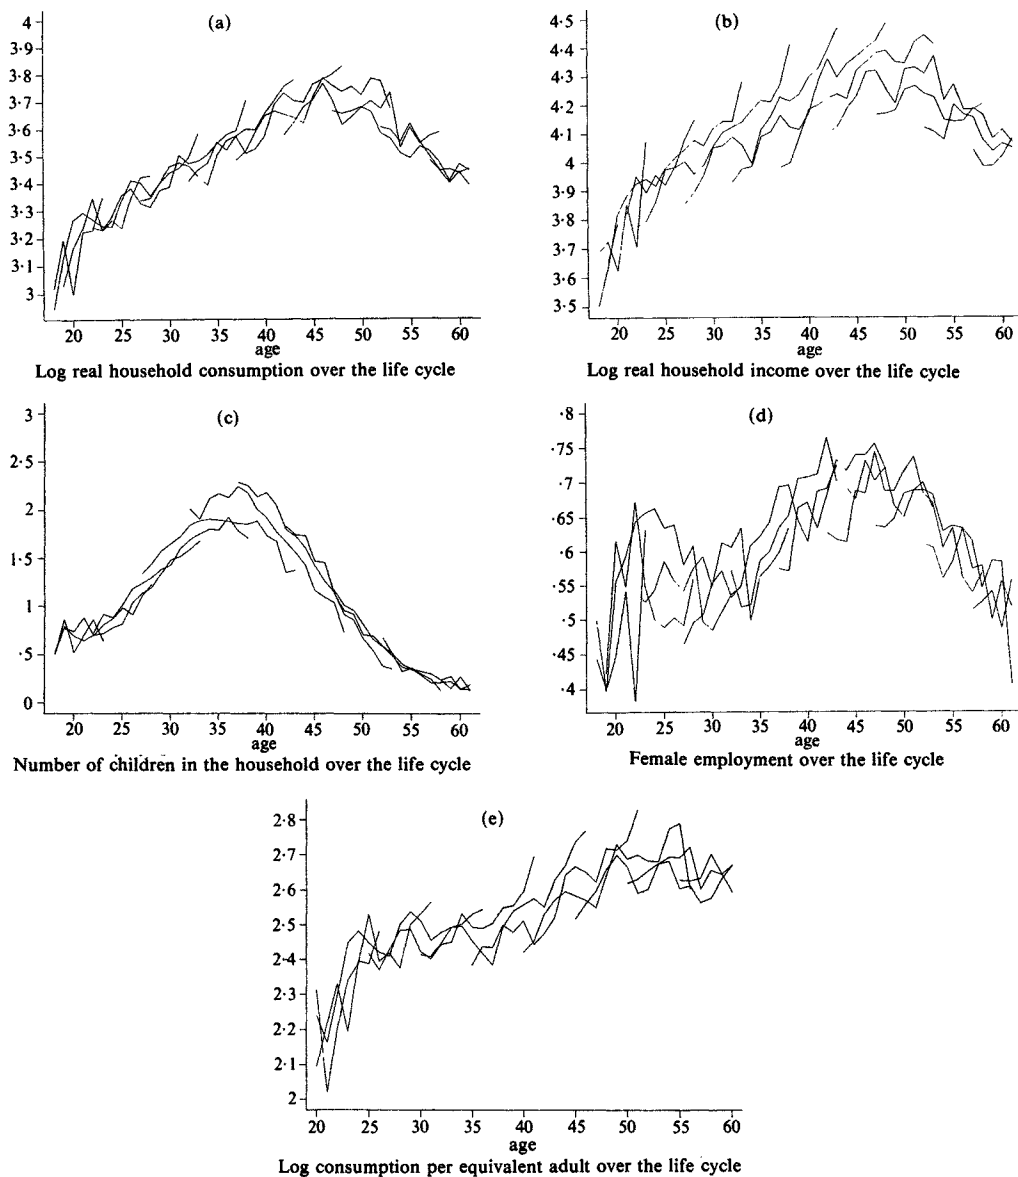 (a)
4
3·9
3·8
3·7
3·6
3·5
3·4
3·3
3·2
3·1
3
20 25 30 35 40 45 50 55 60
age
Log real household consumption over the life cycle
(b)
4·5
4·4
4·3
4·2
4·1
4
3·9
3·8
3·7
3·6
3·5
20 25 30 35 40 45 50 55 60
age
Log real household income over the life cycle
(c)
3
2·5
2
1·5
1
·5
0
20 25 30 35 40 45 50 55 60
age
Number of children in the household over the life cycle
(d)
·8
·75
·7
·65
·6
·55
·5
·45
·4
20 25 30 35 40 45 50 55 60
age
Female employment over the life cycle
(e)
2·8
2·7
2·6
2·5
2·4
2·3
2·2
2·1
2
20 25 30 35 40 45 50 55 60
age
Log consumption per equivalent adult over the life cycle